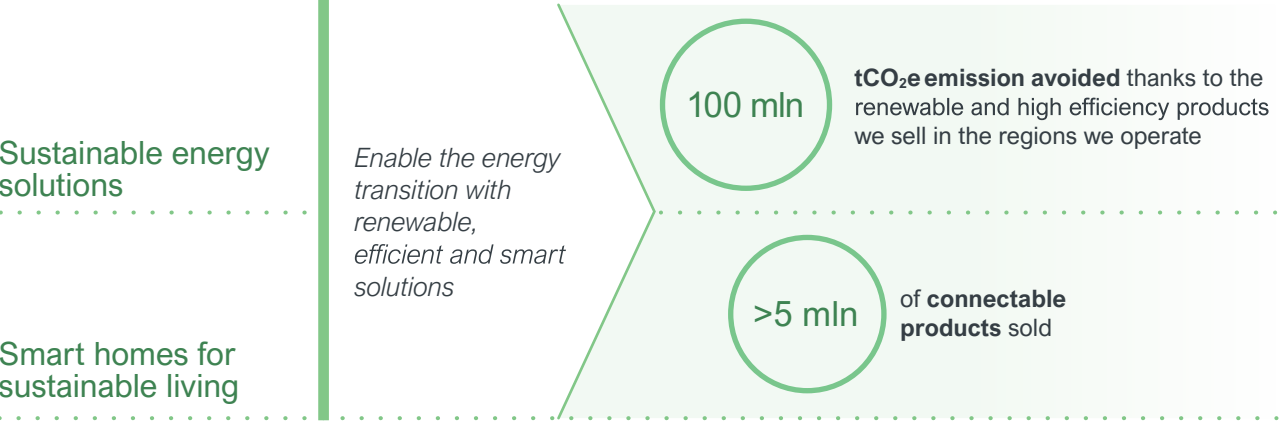 Sustainable energy
solutions
Smart homes for
sustainable living
Enable the energy
transition with
renewable,
efficient and smart
solutions
100 mln
tCO₂e emission avoided thanks to the
renewable and high efficiency products
we sell in the regions we operate
>5 mln
of connectable
products sold